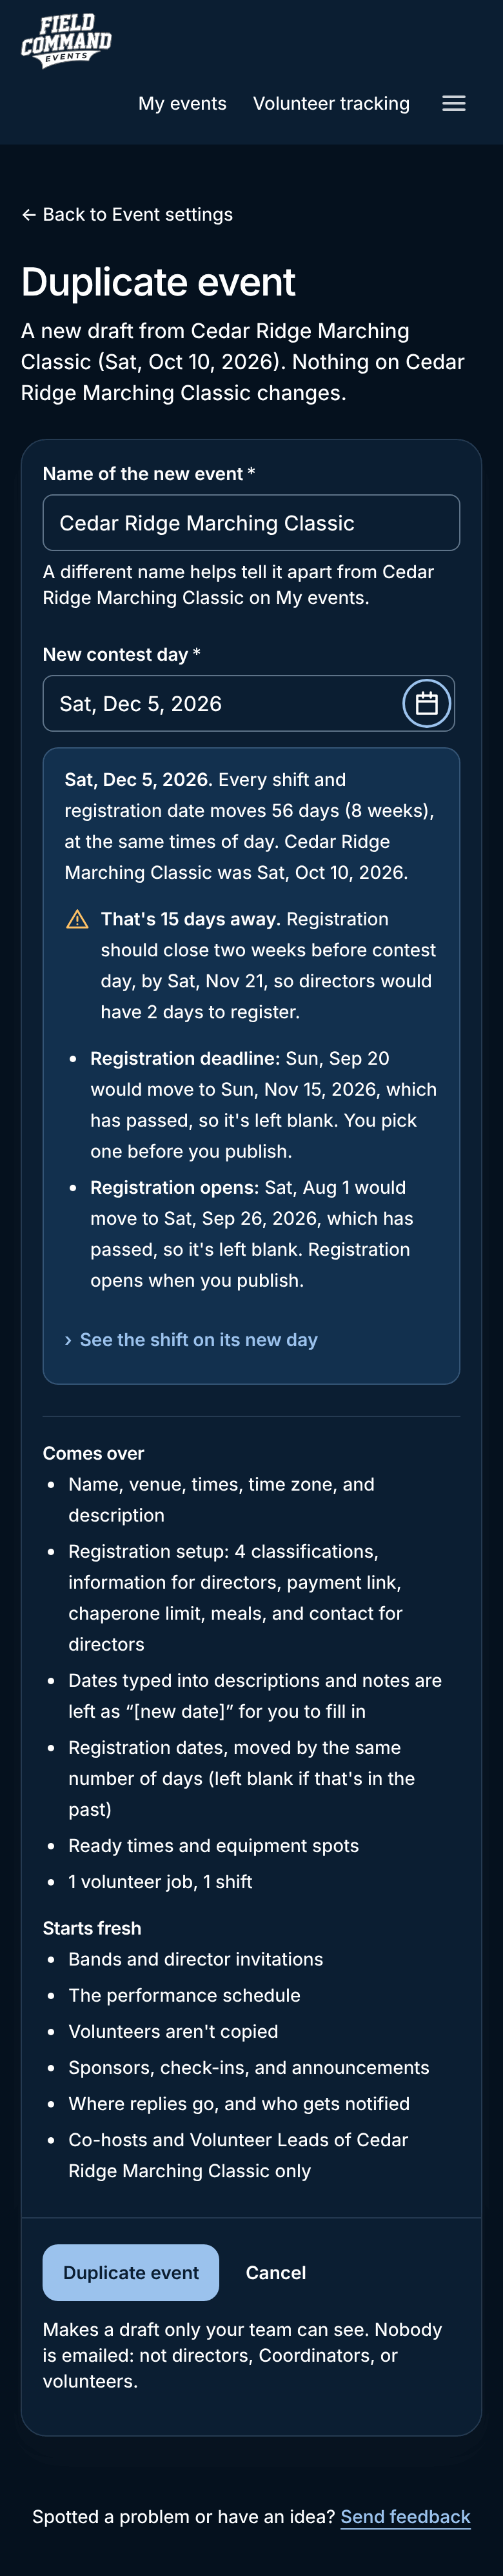 FIELD
COMMAND
EVENTS
My events
Volunteer tracking
← Back to Event settings
Duplicate event
A new draft from Cedar Ridge Marching
Classic (Sat, Oct 10, 2026). Nothing on Cedar
Ridge Marching Classic changes.
Name of the new event *
Cedar Ridge Marching Classic
A different name helps tell it apart from Cedar
Ridge Marching Classic on My events.
New contest day *
Sat, Dec 5, 2026
Sat, Dec 5, 2026. Every shift and
registration date moves 56 days (8 weeks),
at the same times of day. Cedar Ridge
Marching Classic was Sat, Oct 10, 2026.
That's 15 days away. Registration
should close two weeks before contest
day, by Sat, Nov 21, so directors would
have 2 days to register.
• Registration deadline: Sun, Sep 20
would move to Sun, Nov 15, 2026, which
has passed, so it's left blank. You pick
one before you publish.
• Registration opens: Sat, Aug 1 would
move to Sat, Sep 26, 2026, which has
passed, so it's left blank. Registration
opens when you publish.
› See the shift on its new day
Comes over
• Name, venue, times, time zone, and
description
• Registration setup: 4 classifications,
information for directors, payment link,
chaperone limit, meals, and contact for
directors
• Dates typed into descriptions and notes are
left as “[new date]” for you to fill in
• Registration dates, moved by the same
number of days (left blank if that's in the
past)
• Ready times and equipment spots
• 1 volunteer job, 1 shift
Starts fresh
• Bands and director invitations
• The performance schedule
• Volunteers aren't copied
• Sponsors, check-ins, and announcements
• Where replies go, and who gets notified
• Co-hosts and Volunteer Leads of Cedar
Ridge Marching Classic only
Duplicate event
Cancel
Makes a draft only your team can see. Nobody
is emailed: not directors, Coordinators, or
volunteers.
Spotted a problem or have an idea? Send feedback